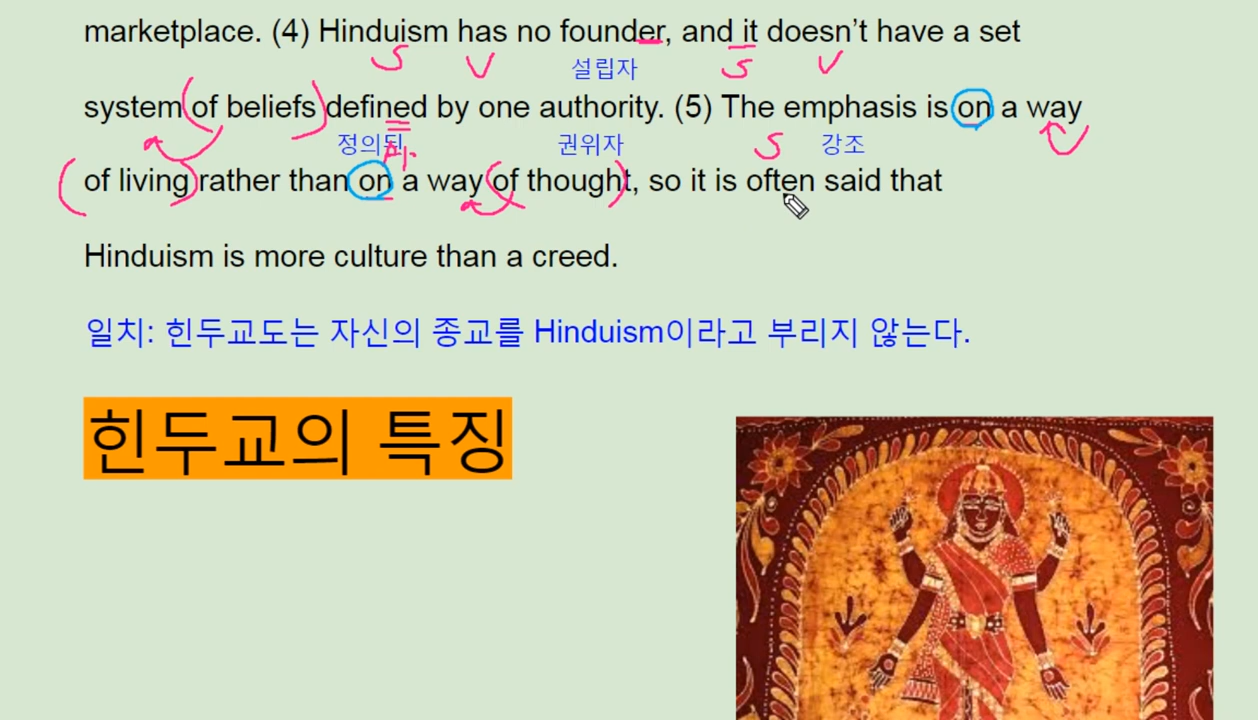 marketplace. (4) Hinduism has no founder, and it doesn't have a set
S V 설립자 S V
system of beliefs defined by one authority. (5) The emphasis is on a way
정의된 권위자 S 강조
of living rather than on a way of thought, so it is often said that
Hinduism is more culture than a creed.
일치: 힌두교도는 자신의 종교를 Hinduism이라고 부리지 않는다.
힌두교의 특징